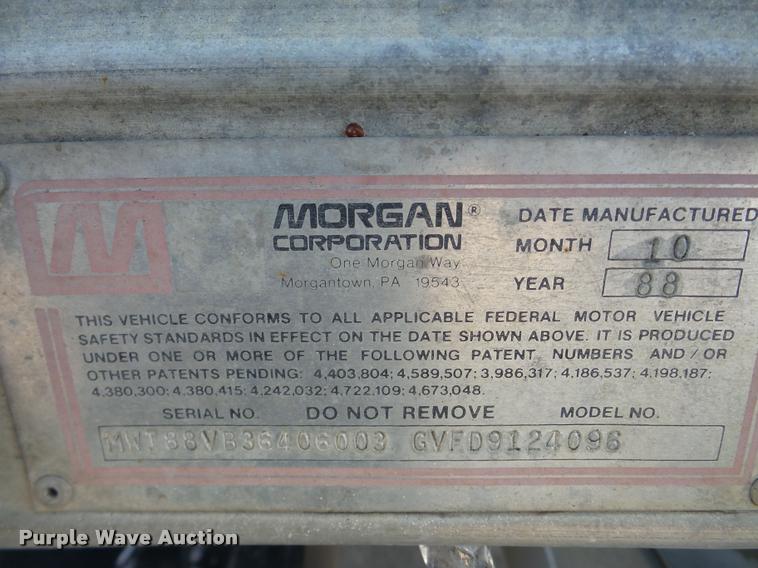 M
MORGAN®
CORPORATION
One Morgan Way
Morgantown, PA 19543
DATE MANUFACTURED
MONTH 10
YEAR 88
THIS VEHICLE CONFORMS TO ALL APPLICABLE FEDERAL MOTOR VEHICLE
SAFETY STANDARDS IN EFFECT ON THE DATE SHOWN ABOVE. IT IS PRODUCED
UNDER ONE OR MORE OF THE FOLLOWING PATENT NUMBERS AND/OR
OTHER PATENTS PENDING: 4,403,804; 4,589,507; 3,986,317; 4,186,537; 4,198,187;
4,380,300; 4,380,415; 4,242,032; 4,722,109; 4,673,048.
SERIAL NO. DO NOT REMOVE MODEL NO.
MWT88VB36406003 GVFD9124096
Purple Wave Auction